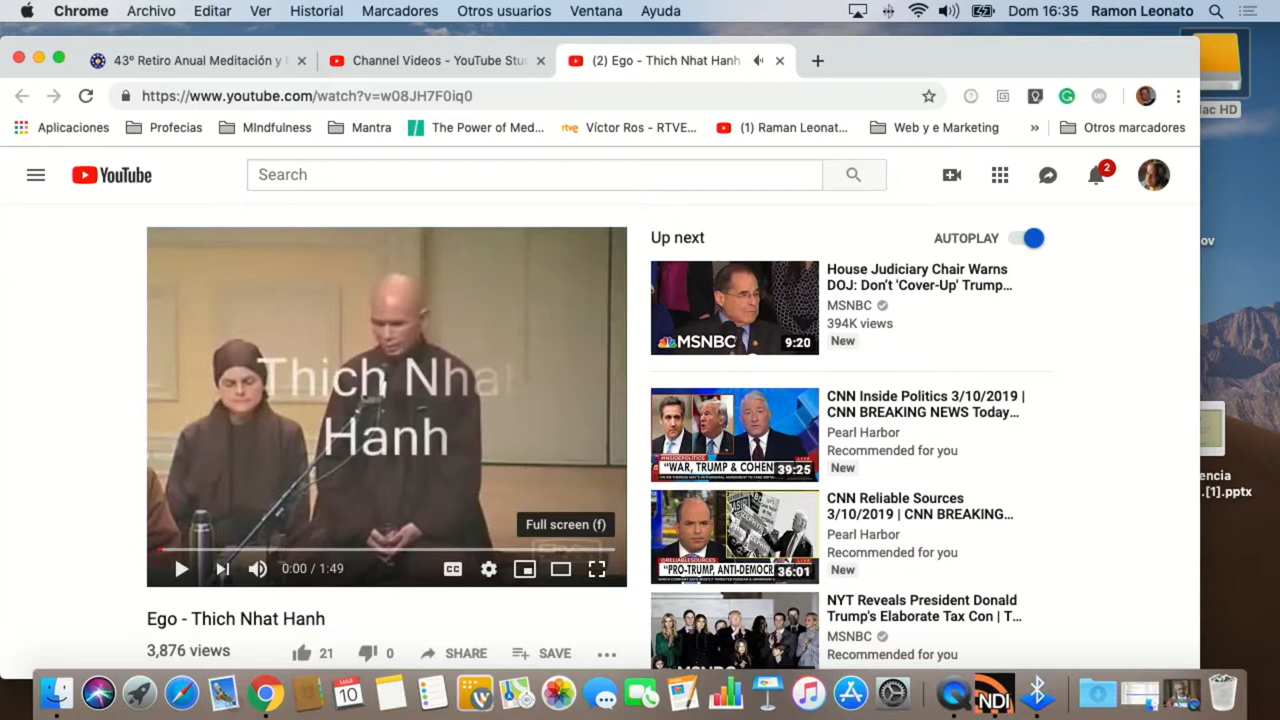 Chrome Archivo Editar Ver Historial Marcadores Otros usuarios Ventana Ayuda Dom 16:35 Ramon Leonato
43º Retiro Anual Meditación y
Channel Videos - YouTube Stu
(2) Ego - Thich Nhat Hanh
https://www.youtube.com/watch?v=w08JH7F0iq0
Aplicaciones Profecias MIndfulness Mantra The Power of Med... rtve Víctor Ros - RTVE... (1) Raman Leonat... Web y e Marketing » Otros marcadores
ac HD
YouTube
Search
2
Thich Nhat
Hanh
Full screen (f)
0:00 / 1:49
CC
Ego - Thich Nhat Hanh
3,876 views
21 0 SHARE SAVE
Up next
AUTOPLAY
MSNBC 9:20
House Judiciary Chair Warns
DOJ: Don't 'Cover-Up' Trump...
MSNBC
394K views
New
"WAR, TRUMP & COHEN
39:25
CNN Inside Politics 3/10/2019 |
CNN BREAKING NEWS Today...
Pearl Harbor
Recommended for you
New
"PRO-TRUMP, ANTI-DEMOCR
36:01
CNN Reliable Sources
3/10/2019 | CNN BREAKING...
Pearl Harbor
Recommended for you
New
MSNBC
NYT Reveals President Donald
Trump's Elaborate Tax Con | T...
MSNBC
Recommended for you
ov
encia
.[1].pptx
MAR
10
NDI